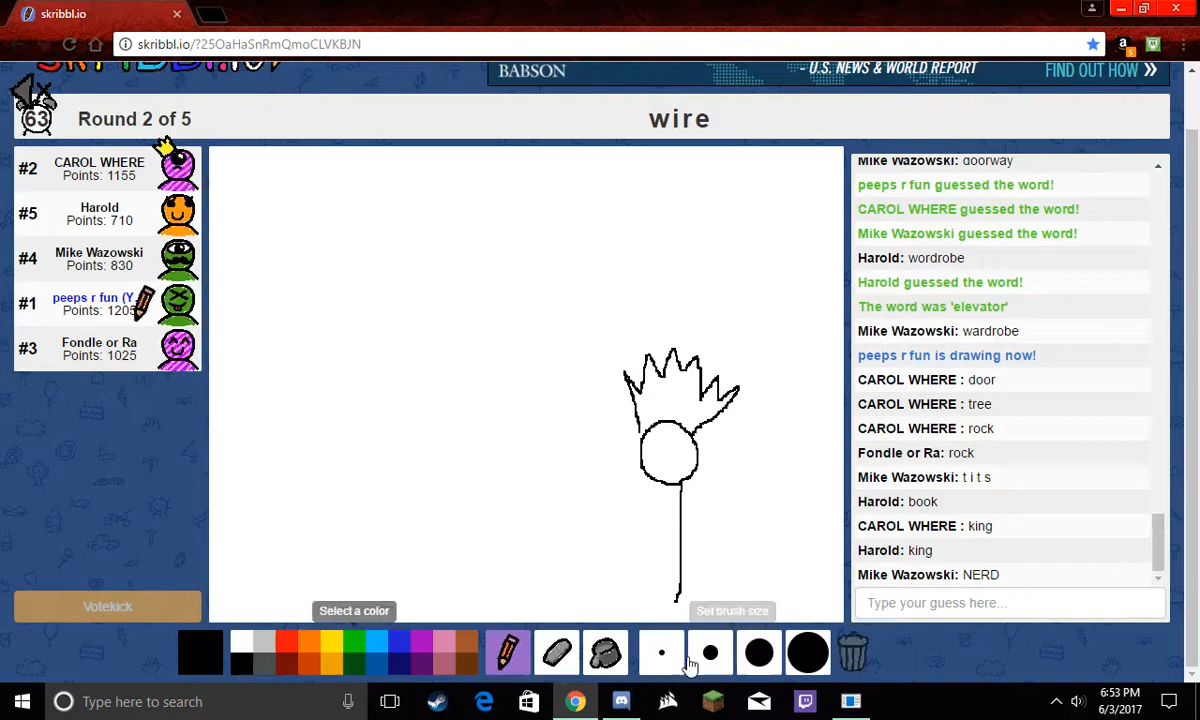 skribbl.io
skribbl.io/?25OaHaSnRmQmoCLVKBJN
BABSON
- U.S. NEWS & WORLD REPORT
FIND OUT HOW
63
Round 2 of 5
wire
#2
CAROL WHERE
Points: 1155
#5
Harold
Points: 710
#4
Mike Wazowski
Points: 830
#1
peeps r fun (Y
Points: 1205
#3
Fondle or Ra
Points: 1025
Votekick
Mike Wazowski: doorway
peeps r fun guessed the word!
CAROL WHERE guessed the word!
Mike Wazowski guessed the word!
Harold: wordrobe
Harold guessed the word!
The word was 'elevator'
Mike Wazowski: wardrobe
peeps r fun is drawing now!
CAROL WHERE : door
CAROL WHERE : tree
CAROL WHERE : rock
Fondle or Ra: rock
Mike Wazowski: t i t s
Harold: book
CAROL WHERE : king
Harold: king
Mike Wazowski: NERD
Type your guess here...
Select a color
Set brush size
Type here to search
6:53 PM
6/3/2017